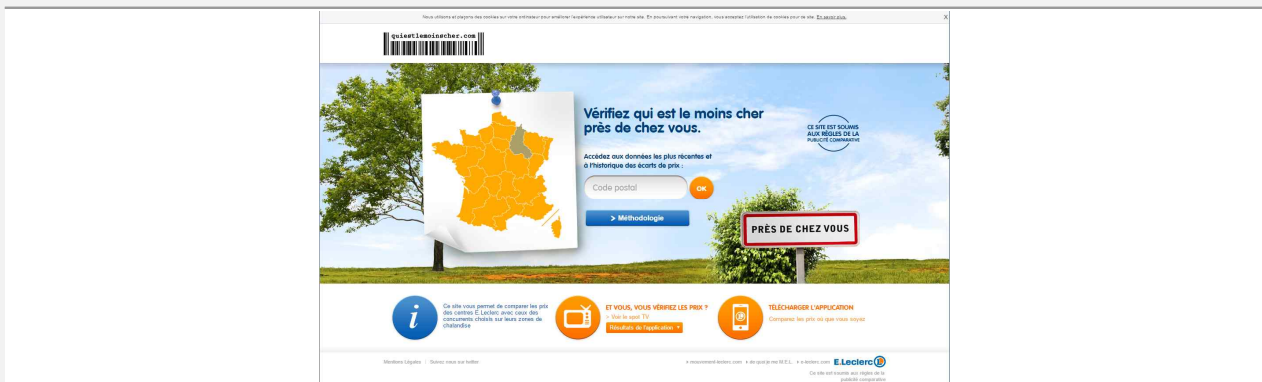 Nous utilisons et plaçons des cookies sur votre ordinateur pour améliorer l'expérience utilisateur sur notre site. En poursuivant votre navigation, vous acceptez l'utilisation de cookies pour ce site. En savoir plus.
X
quiestlemoinscher.com
Vérifiez qui est le moins cher
près de chez vous.
CE SITE EST SOUMIS
AUX RÈGLES DE LA
PUBLICITÉ COMPARATIVE
Accédez aux données les plus récentes et
à l'historique des écarts de prix :
Code postal
OK
> Méthodologie
PRÈS DE CHEZ VOUS
Ce site vous permet de comparer les prix
des centres E.Leclerc avec ceux des
concurrents choisis sur leurs zones de
chalandise
ET VOUS, VOUS VÉRIFIEZ LES PRIX ?
> Voir le spot TV
Résultats de l'application
TÉLÉCHARGER L'APPLICATION
Comparez les prix où que vous soyez
Mentions Légales | Suivez nous sur twitter
mouvement-leclerc.com
de quoi je me M.E.L.
e-leclerc.com
E.Leclerc
Ce site est soumis aux règles de la
publicité comparative